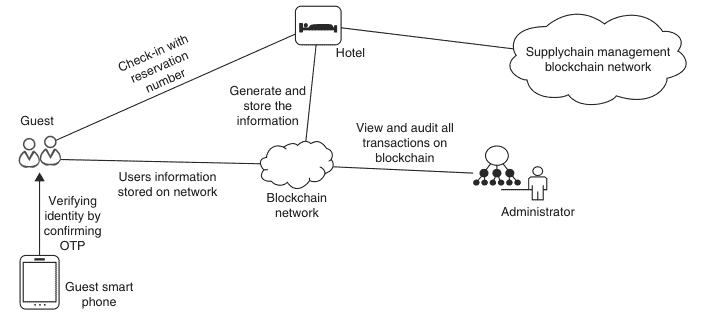 Check-in with
reservation
number
Hotel
Supplychain management
blockchain network
Generate and
store the
information
Guest
View and audit all
transactions on
blockchain
Users information
stored on network
Blockchain
network
Administrator
Verifying
identity by
confirming
OTP
Guest smart
phone